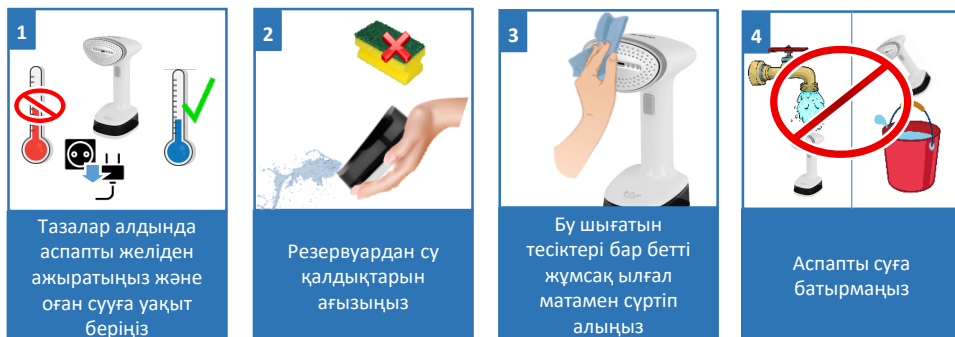 1
Тазалар алдында
аспапты желіден
ажыратыңыз және
оған сууға уақыт
беріңіз
2
Резервуардан су
қалдықтарын
ағызыңыз
3
Бу шығатын
тесіктері бар бетті
жұмсақ ылғал
матамен сүртіп
алыңыз
4
Аспапты суға
батырмаңыз